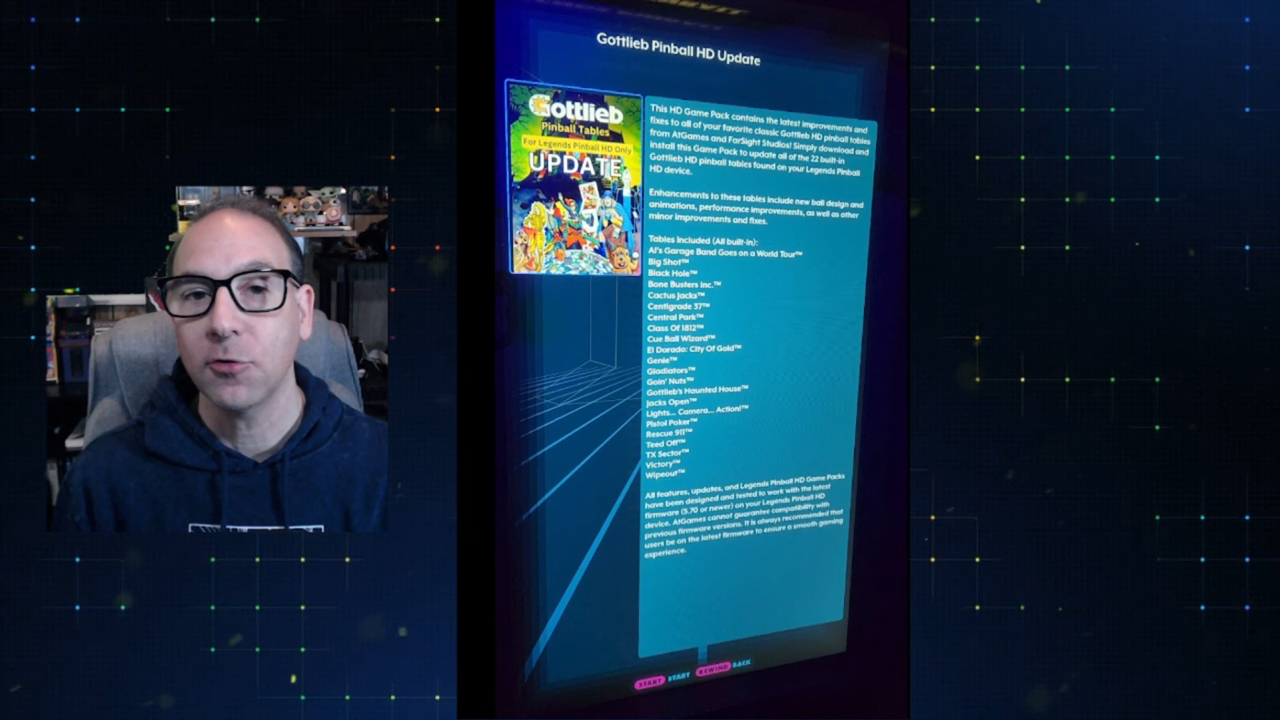 Gottlieb Pinball HD Update
Gottlieb
Pinball Tables
For Legends Pinball HD Only
UPDATE
This HD Game Pack contains the latest improvements and
fixes to all of your favorite classic Gottlieb HD pinball tables
from AtGames and FarSight Studios! Simply download and
install this Game Pack to update all of the 22 built-in
Gottlieb HD pinball tables found on your Legends Pinball
HD device.
Enhancements to these tables include new ball design and
animations, performance improvements, as well as other
minor improvements and fixes.
Tables Included (All built-in):
Al's Garage Band Goes on a World Tour™
Big Shot™
Black Hole™
Bone Busters Inc.™
Cactus Jacks™
Centigrade 37™
Central Park™
Class Of 1812™
Cue Ball Wizard™
El Dorado: City Of Gold™
Genie™
Gladiators™
Goin' Nuts™
Gottlieb's Haunted House™
Jacks Open™
Lights... Camera... Action!™
Pistol Poker™
Rescue 911™
Teed Off™
TX Sector™
Victory™
Wipeout™
All features, updates, and Legends Pinball HD Game Packs
have been designed and tested to work with the latest
firmware (5.70 or newer) on your Legends Pinball HD
device. AtGames cannot guarantee compatibility with
previous firmware versions. It is always recommended that
users be on the latest firmware to ensure a smooth gaming
experience.
START START REWIND BACK